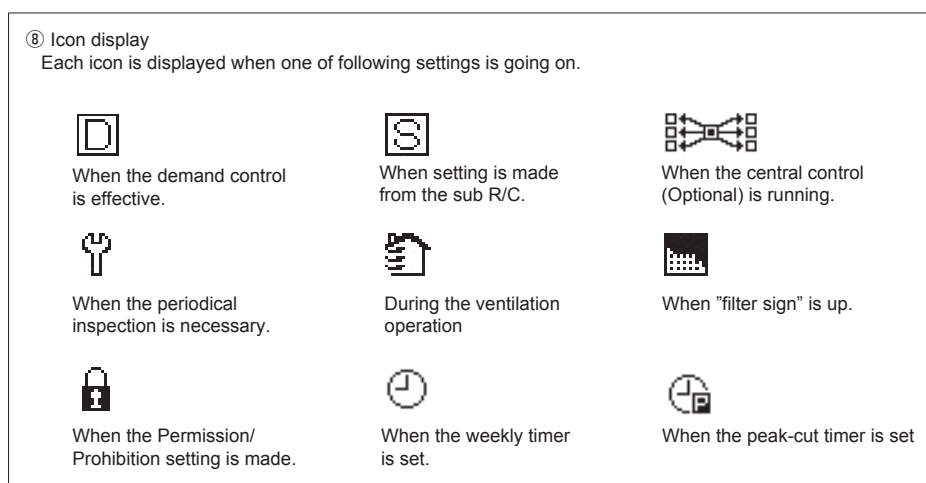 ⑧ Icon display
Each icon is displayed when one of following settings is going on.
D
S
When the demand control
is effective.
When setting is made
from the sub R/C.
When the central control
(Optional) is running.
When the periodical
inspection is necessary.
During the ventilation
operation
When ”filter sign” is up.
When the Permission/
Prohibition setting is made.
When the weekly timer
is set.
P
When the peak-cut timer is set